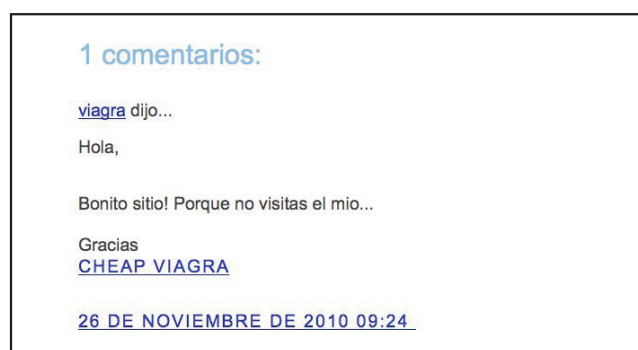 1 comentarios:
viagra dijo...
Hola,
Bonito sitio! Porque no visitas el mio...
Gracias
CHEAP VIAGRA
26 DE NOVIEMBRE DE 2010 09:24